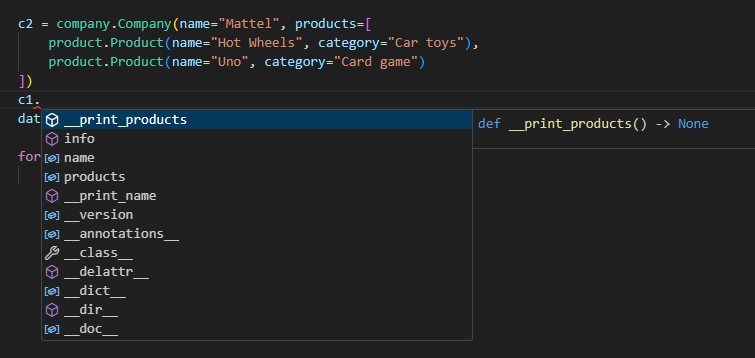 c2 = company.Company(name="Mattel", products=[
product.Product(name="Hot Wheels", category="Car toys"),
product.Product(name="Uno", category="Card game")
])
c1.
dat
for
__print_products
info
name
products
__print_name
__version
__annotations__
__class__
__delattr__
__dict__
__dir__
__doc__
def __print_products() -> None